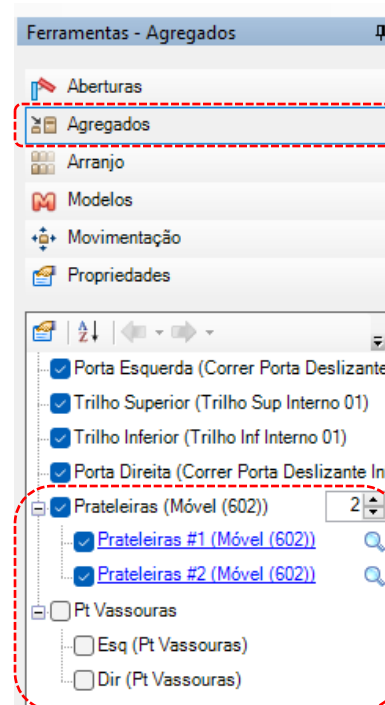 Ferramentas - Agregados
Aberturas
Agregados
Arranjo
Modelos
Movimentação
Propriedades
Porta Esquerda (Correr Porta Deslizante
Trilho Superior (Trilho Sup Interno 01)
Trilho Inferior (Trilho Inf Interno 01)
Porta Direita (Correr Porta Deslizante In
Prateleiras (Móvel (602)) 2
Prateleiras #1 (Móvel (602))
Prateleiras #2 (Móvel (602))
Pt Vassouras
Esq (Pt Vassouras)
Dir (Pt Vassouras)